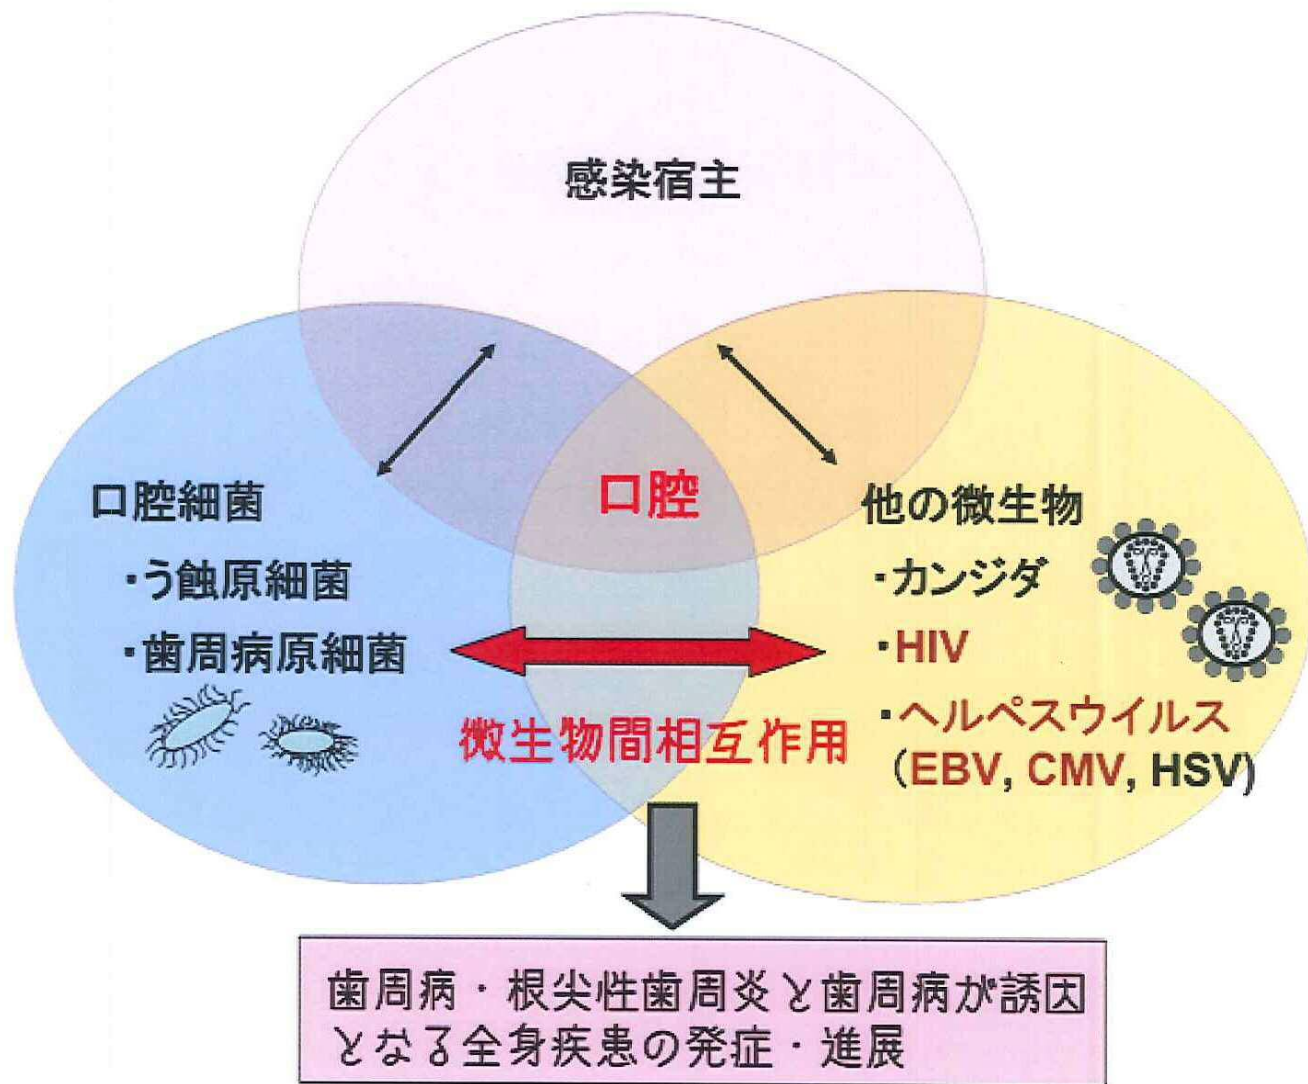 感染宿主
口腔
口腔細菌
・う蝕原細菌
・歯周病原細菌
他の微生物
・カンジダ
・HIV
・ヘルペスウイルス
(EBV, CMV, HSV)
微生物間相互作用
歯周病・根尖性歯周炎と歯周病が誘因
となる全身疾患の発症・進展